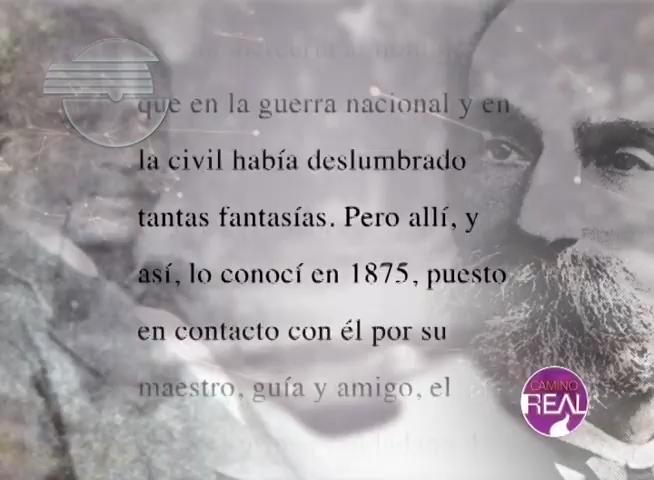 que en la guerra nacional y en
la civil había deslumbrado
tantas fantasías. Pero allí, y
así, lo conocí en 1875, puesto
en contacto con él por su
maestro, guía y amigo, el
CAMINO
REAL